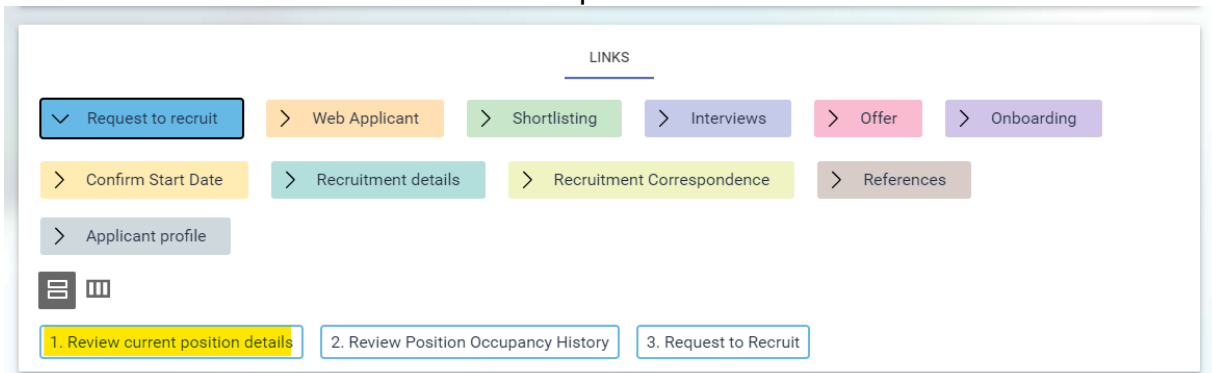 LINKS
Request to recruit Web Applicant Shortlisting Interviews Offer Onboarding
Confirm Start Date Recruitment details Recruitment Correspondence References
Applicant profile
1. Review current position details 2. Review Position Occupancy History 3. Request to Recruit